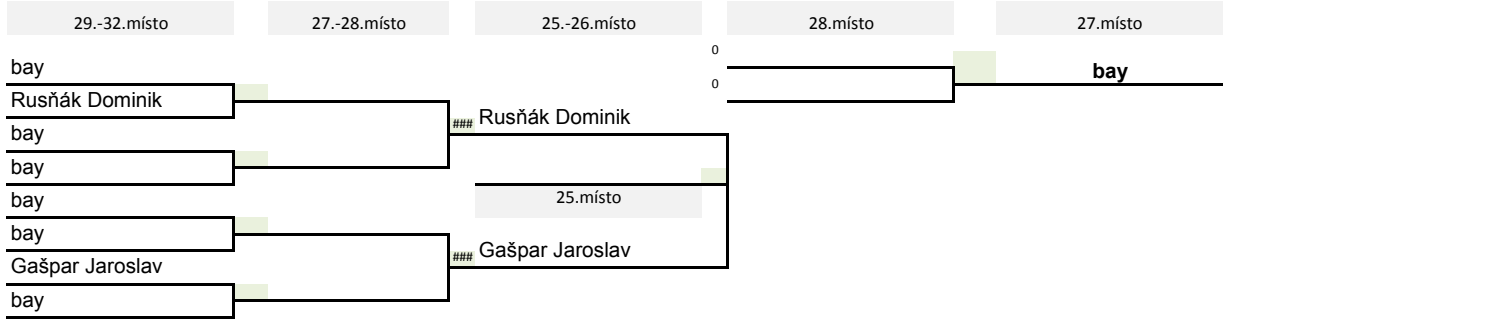 29.-32.místo 27.-28.místo 25.-26.místo 28.místo 27.místo
0
bay
bay
0
Rusňák Dominik
### Rusňák Dominik
bay
bay
25.místo
bay
bay
### Gašpar Jaroslav
Gašpar Jaroslav
bay